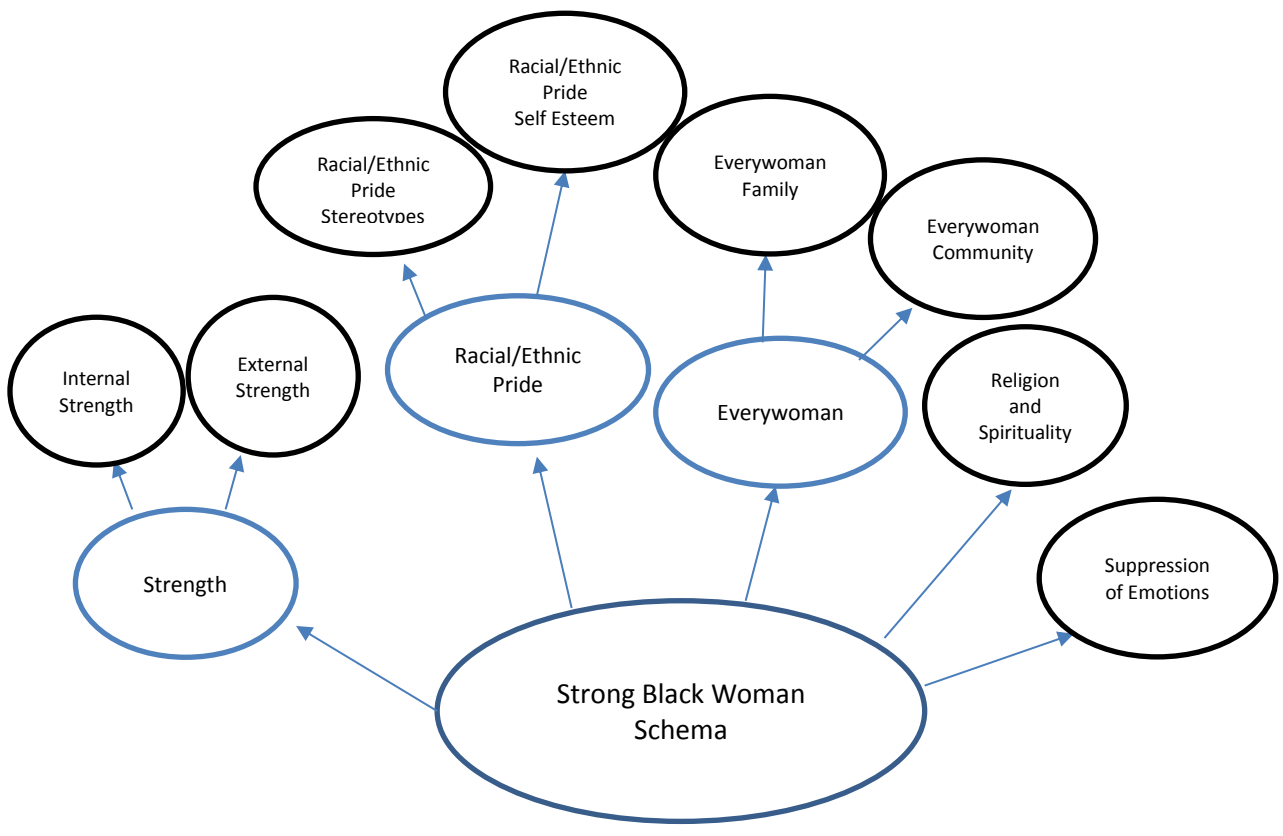 Racial/Ethnic
Pride
Self Esteem
Racial/Ethnic
Pride
Stereotypes
Everywoman
Family
Everywoman
Community
Internal
Strength
External
Strength
Racial/Ethnic
Pride
Everywoman
Religion
and
Spirituality
Strength
Suppression
of Emotions
Strong Black Woman
Schema